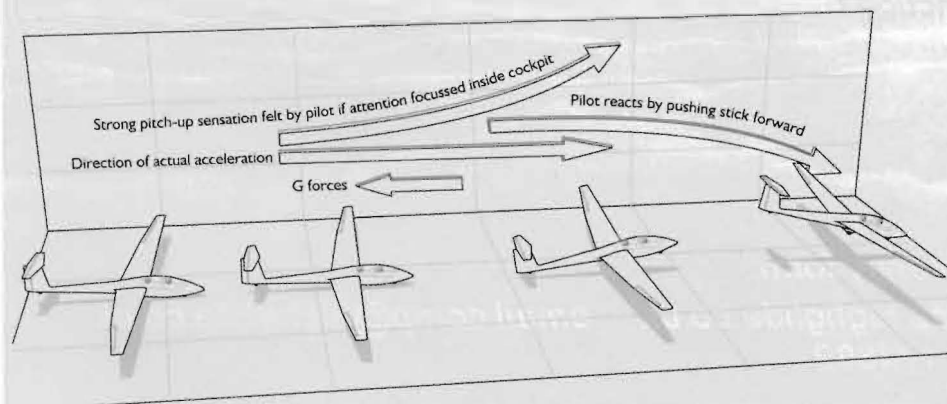 Strong pitch-up sensation felt by pilot if attention focussed inside cockpit
Pilot reacts by pushing stick forward
Direction of actual acceleration
G forces